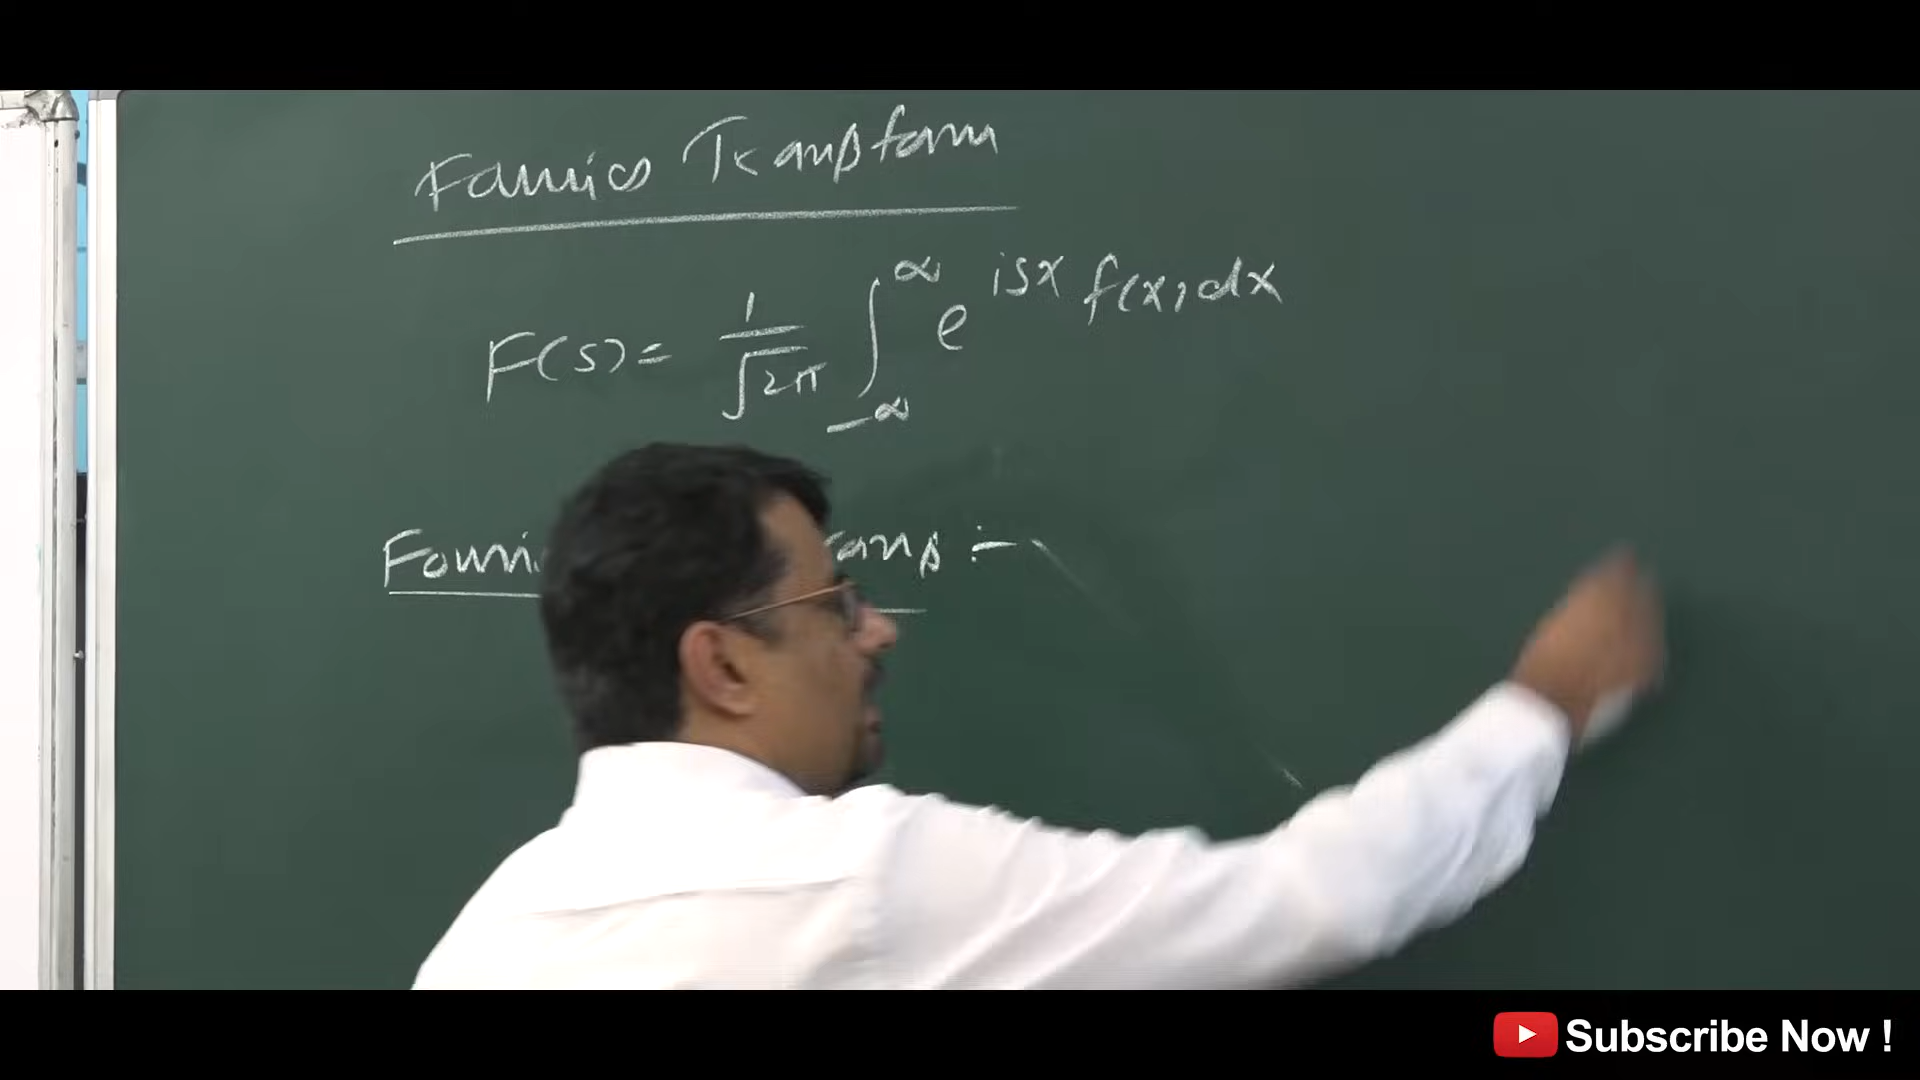 Fourier Transform
F(s) = 1/√2π ∫_{-∞}^{∞} e^{isx} f(x) dx
Fouri ans :-
Subscribe Now !